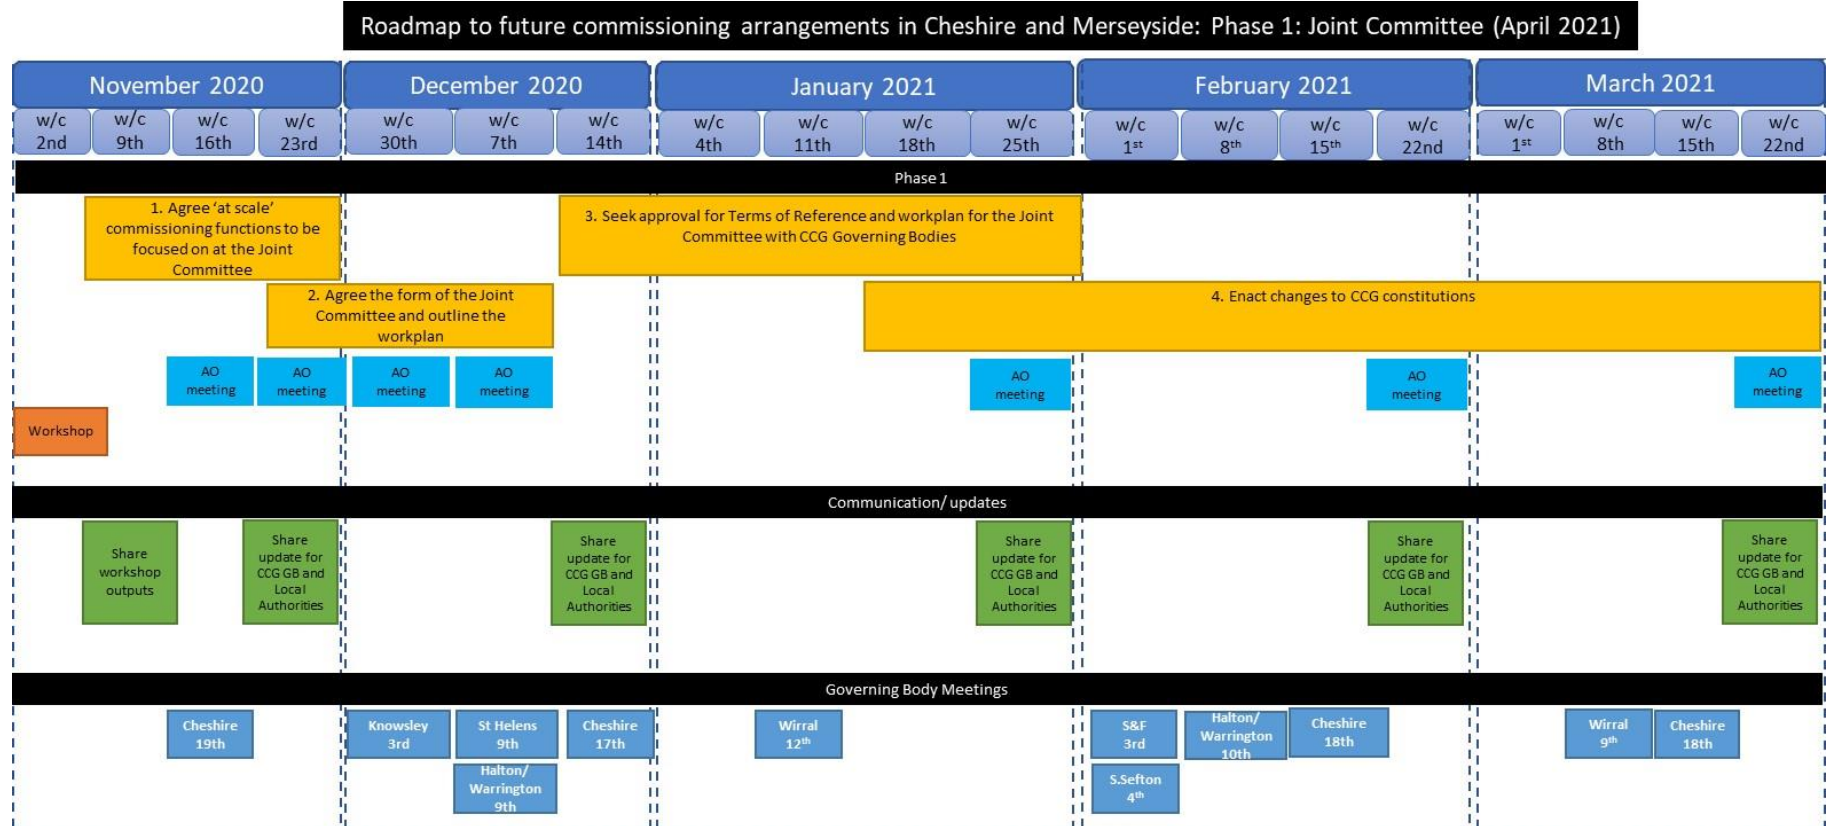 Roadmap to future commissioning arrangements in Cheshire and Merseyside: Phase 1: Joint Committee (April 2021)
November 2020
December 2020
January 2021
February 2021
March 2021
w/c
2nd
w/c
9th
w/c
16th
w/c
23rd
w/c
30th
w/c
7th
w/c
14th
w/c
4th
w/c
11th
w/c
18th
w/c
25th
w/c
1st
w/c
8th
w/c
15th
w/c
22nd
w/c
1st
w/c
8th
w/c
15th
w/c
22nd
Phase 1
1. Agree ‘at scale’
commissioning functions to be
focused on at the Joint
Committee
3. Seek approval for Terms of Reference and workplan for the Joint
Committee with CCG Governing Bodies
2. Agree the form of the Joint
Committee and outline the
workplan
4. Enact changes to CCG constitutions
AO
meeting
AO
meeting
AO
meeting
AO
meeting
AO
meeting
AO
meeting
AO
meeting
Workshop
Communication/ updates
Share
workshop
outputs
Share
update for
CCG GB and
Local
Authorities
Share
update for
CCG GB and
Local
Authorities
Share
update for
CCG GB and
Local
Authorities
Share
update for
CCG GB and
Local
Authorities
Share
update for
CCG GB and
Local
Authorities
Governing Body Meetings
Cheshire
19th
Knowsley
3rd
St Helens
9th
Halton/
Warrington
9th
Cheshire
17th
Wirral
12th
S&F
3rd
S.Sefton
4th
Halton/
Warrington
10th
Cheshire
18th
Wirral
9th
Cheshire
18th